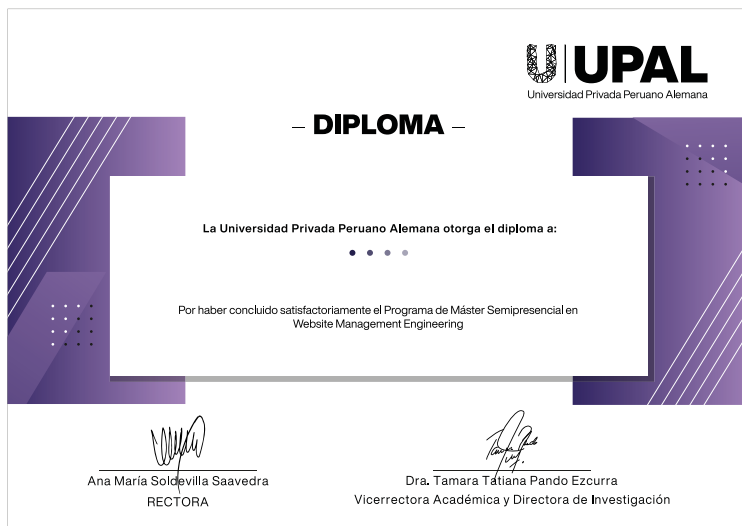 UPAL
Universidad Privada Peruano Alemana
– DIPLOMA –
La Universidad Privada Peruano Alemana otorga el diploma a:
Por haber concluido satisfactoriamente el Programa de Máster Semipresencial en
Website Management Engineering
Ana María Soldevilla Saavedra
RECTORA
Dra. Tamara Tatiana Pando Ezcurra
Vicerrectora Académica y Directora de Investigación